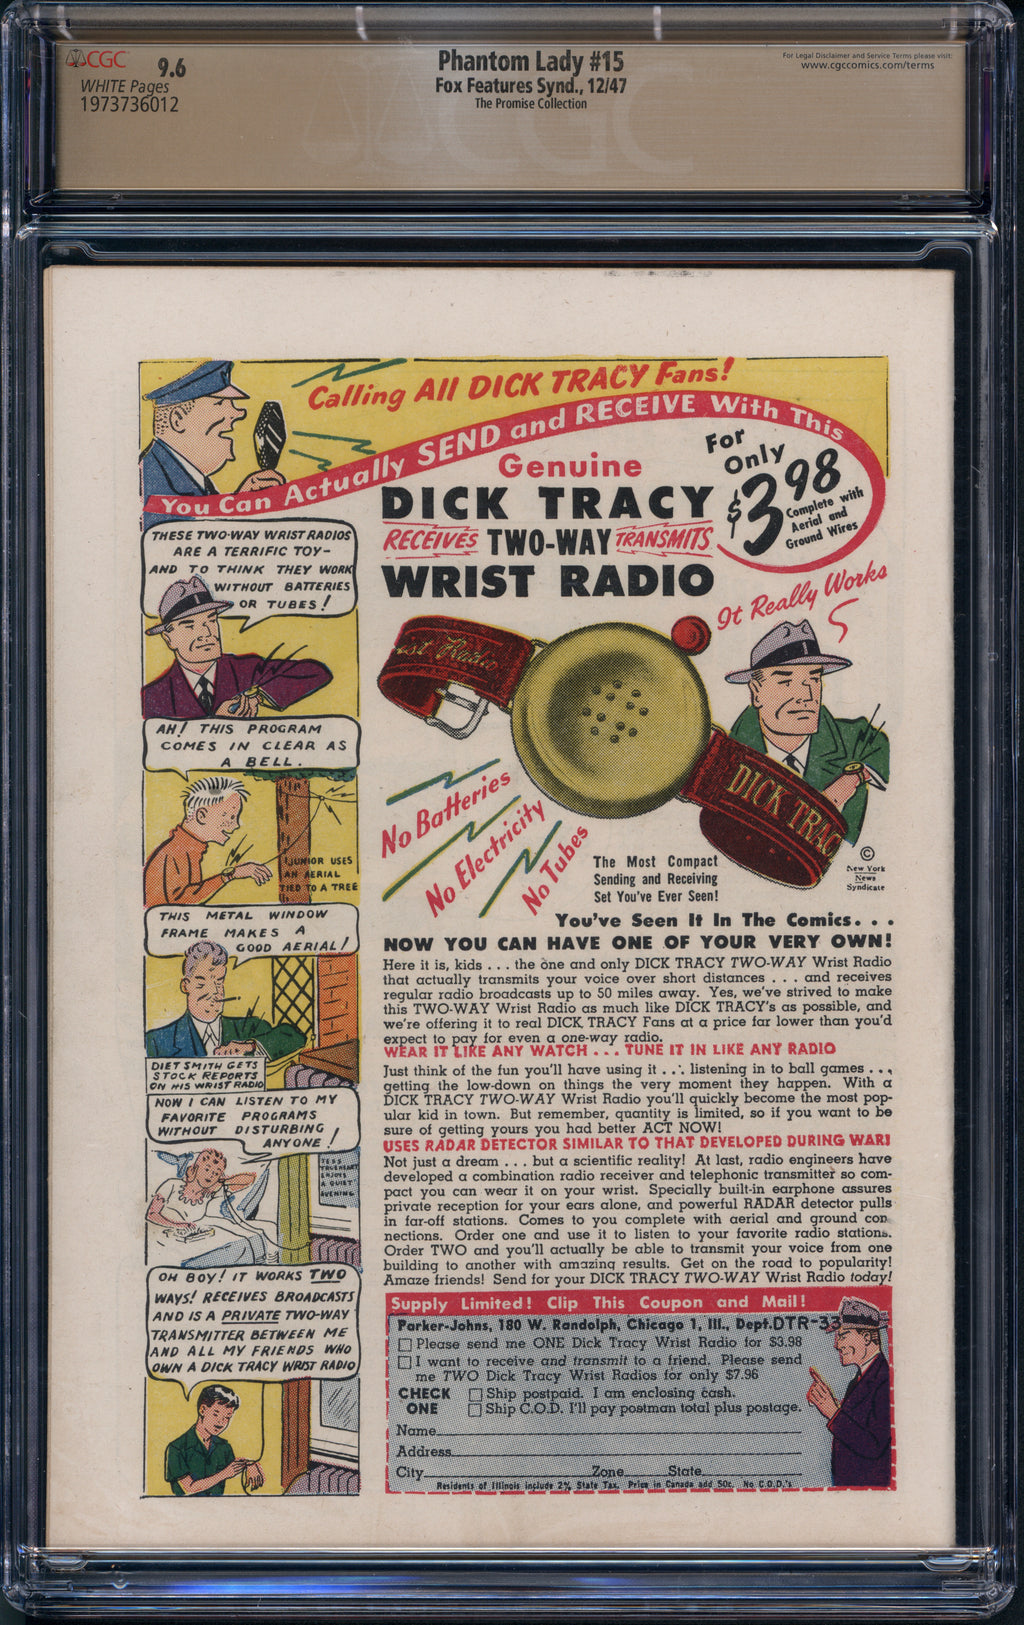 CGC 9.6
WHITE Pages
1973736012
Phantom Lady #15
Fox Features Synd., 12/47
The Promise Collection
For Legal Disclaimer and Service Terms please visit:
www.cgccomics.com/terms
Calling All DICK TRACY Fans!
You Can Actually SEND and RECEIVE With This
Genuine
DICK TRACY
RECEIVES TWO-WAY TRANSMITS
WRIST RADIO
For
Only
$3.98
Complete with
Aerial and
Ground Wires
It Really Works
THESE TWO-WAY WRIST RADIOS
ARE A TERRIFIC TOY-
AND TO THINK THEY WORK
WITHOUT BATTERIES
OR TUBES!
AH! THIS PROGRAM
COMES IN CLEAR AS
A BELL.
JUNIOR USES
AN AERIAL
TIED TO A TREE
THIS METAL WINDOW
FRAME MAKES A
GOOD AERIAL!
DIET SMITH GETS
STOCK REPORTS
ON HIS WRIST RADIO
NOW I CAN LISTEN TO MY
FAVORITE PROGRAMS
WITHOUT DISTURBING
ANYONE!
TESS
TRUEHEART
ENJOYS
A QUIET
EVENING
OH BOY! IT WORKS TWO
WAYS! RECEIVES BROADCASTS
AND IS A PRIVATE TWO-WAY
TRANSMITTER BETWEEN ME
AND ALL MY FRIENDS WHO
OWN A DICK TRACY WRIST RADIO
ist Radio
DICK TRAC
No Batteries
No Electricity
No Tubes
©
New York
News
Syndicate
The Most Compact
Sending and Receiving
Set You've Ever Seen!
You've Seen It In The Comics. . .
NOW YOU CAN HAVE ONE OF YOUR VERY OWN!
Here it is, kids . . . the one and only DICK TRACY TWO-WAY Wrist Radio
that actually transmits your voice over short distances . . . . and receives
regular radio broadcasts up to 50 miles away. Yes, we've strived to make
this TWO-WAY Wrist Radio as much like DICK TRACY's as possible, and
we're offering it to real DICK TRACY Fans at a price far lower than you'd
expect to pay for even a one-way radio.
WEAR IT LIKE ANY WATCH . . . TUNE IT IN LIKE ANY RADIO
Just think of the fun you'll have using it . . . listening in to ball games . . .
getting the low-down on things the very moment they happen. With a
DICK TRACY TWO-WAY Wrist Radio you'll quickly become the most pop-
ular kid in town. But remember, quantity is limited, so if you want to be
sure of getting yours you had better ACT NOW!
USES RADAR DETECTOR SIMILAR TO THAT DEVELOPED DURING WAR!
Not just a dream . . . but a scientific reality! At last, radio engineers have
developed a combination radio receiver and telephonic transmitter so com-
pact you can wear it on your wrist. Specially built-in earphone assures
private reception for your ears alone, and powerful RADAR detector pulls
in far-off stations. Comes to you complete with aerial and ground con
nections. Order one and use it to listen to your favorite radio stations.
Order TWO and you'll actually be able to transmit your voice from one
building to another with amazing results. Get on the road to popularity!
Amaze friends! Send for your DICK TRACY TWO-WAY Wrist Radio today!
Supply Limited! Clip This Coupon and Mail!
Parker-Johns, 180 W. Randolph, Chicago 1, Ill., Dept. DTR-33
Please send me ONE Dick Tracy Wrist Radio for $3.98
I want to receive and transmit to a friend. Please send
me TWO Dick Tracy Wrist Radios for only $7.96
CHECK ONE
Ship postpaid. I am enclosing cash.
Ship C.O.D. I'll pay postman total plus postage.
Name
Address
City Zone State
Residents of Illinois include 2% State Tax. Price in Canada add 50c. No C.O.D.'s